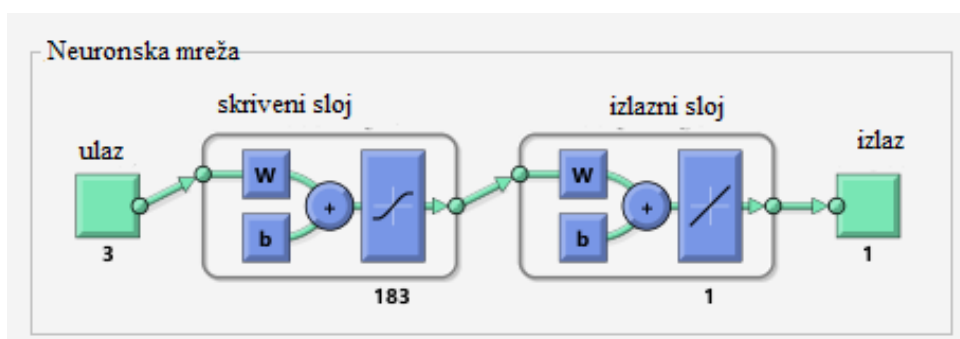 Neuronska mreža
skriveni sloj
izlazni sloj
ulaz
izlaz
W
W
+
+
b
b
3
183
1
1